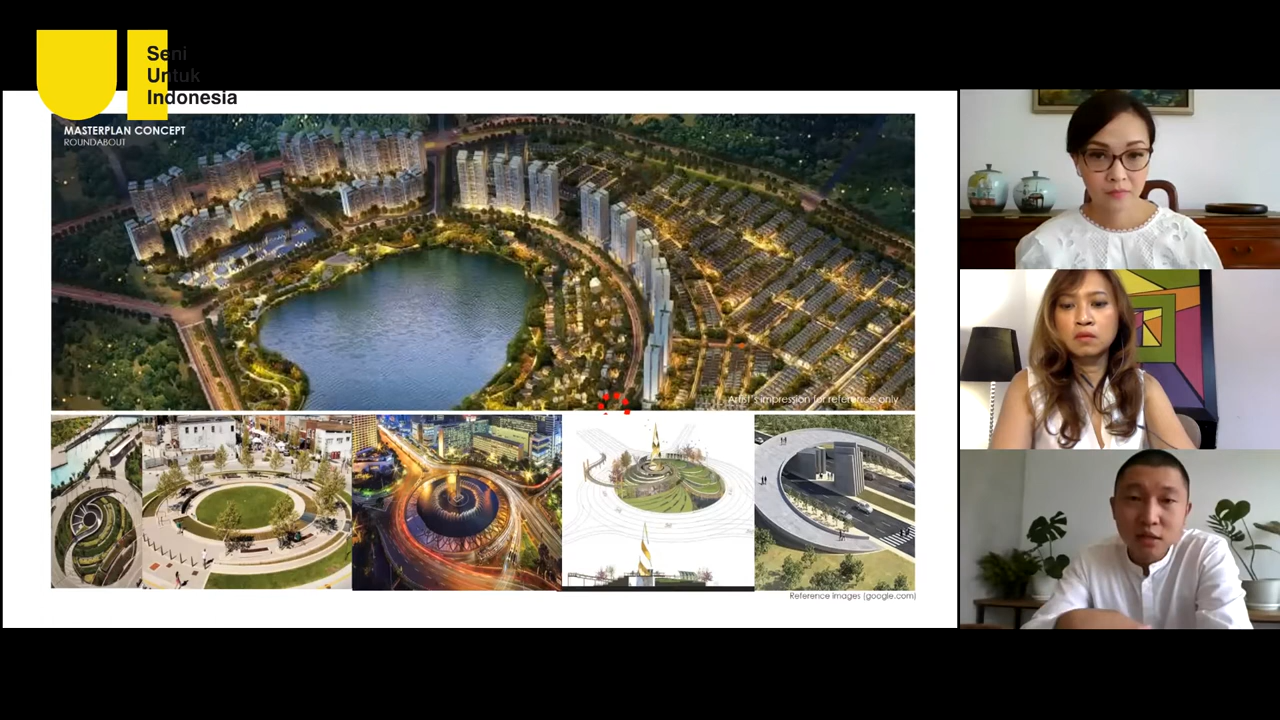 Seni
Untuk
Indonesia
MASTERPLAN CONCEPT
ROUNDABOUT
Artist's impression for reference only
Reference Images (google.com)